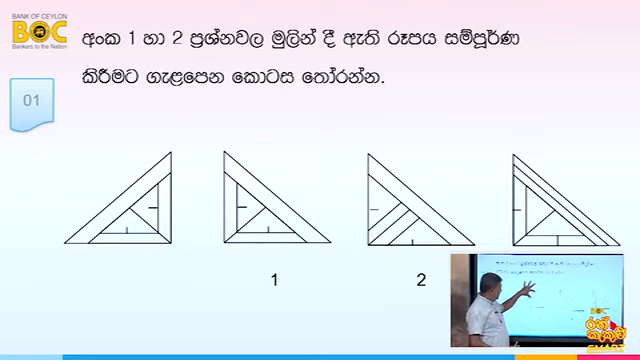 BANK OF CEYLON
BOC
Bankers to the Nation
අංක 1 හා 2 ප්‍රශ්නවල මුලින් දී ඇති රූපය සම්පූර්ණ
කිරීමට ගැළපෙන කොටස තෝරන්න.
01
1
2
BOC